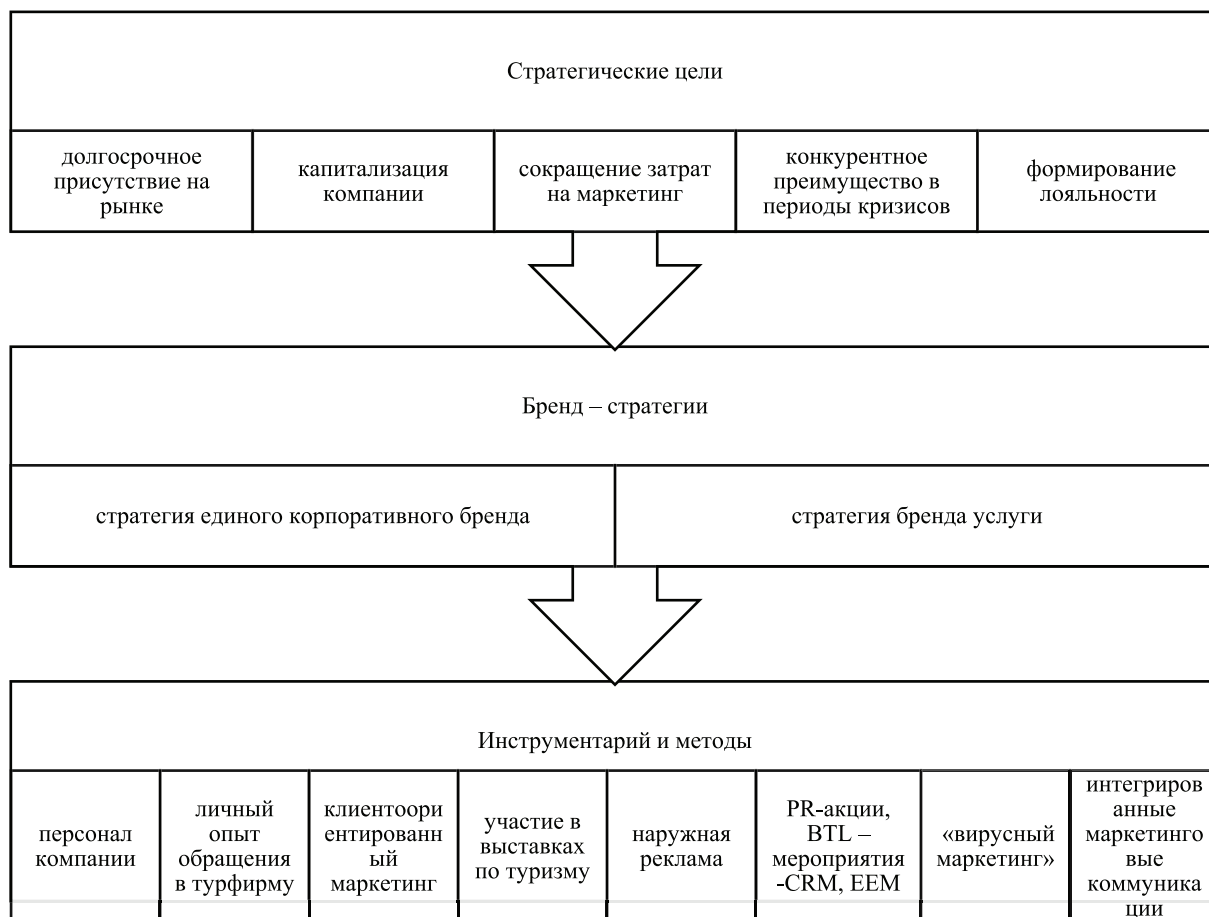 Стратегические цели
долгосрочное
присутствие на
рынке
капитализация
компании
сокращение затрат
на маркетинг
конкурентное
преимущество в
периоды кризисов
формирование
лояльности
Бренд – стратегии
стратегия единого корпоративного бренда
стратегия бренда услуги
Инструментарий и методы
персонал
компании
личный
опыт
обращения
в турфирму
клиентоори
ентированн
ый
маркетинг
участие в
выставках
по туризму
наружная
реклама
PR-акции,
BTL –
мероприятия
-CRM, EEM
«вирусный
маркетинг»
интегриров
анные
маркетинго
вые
коммуника
ции